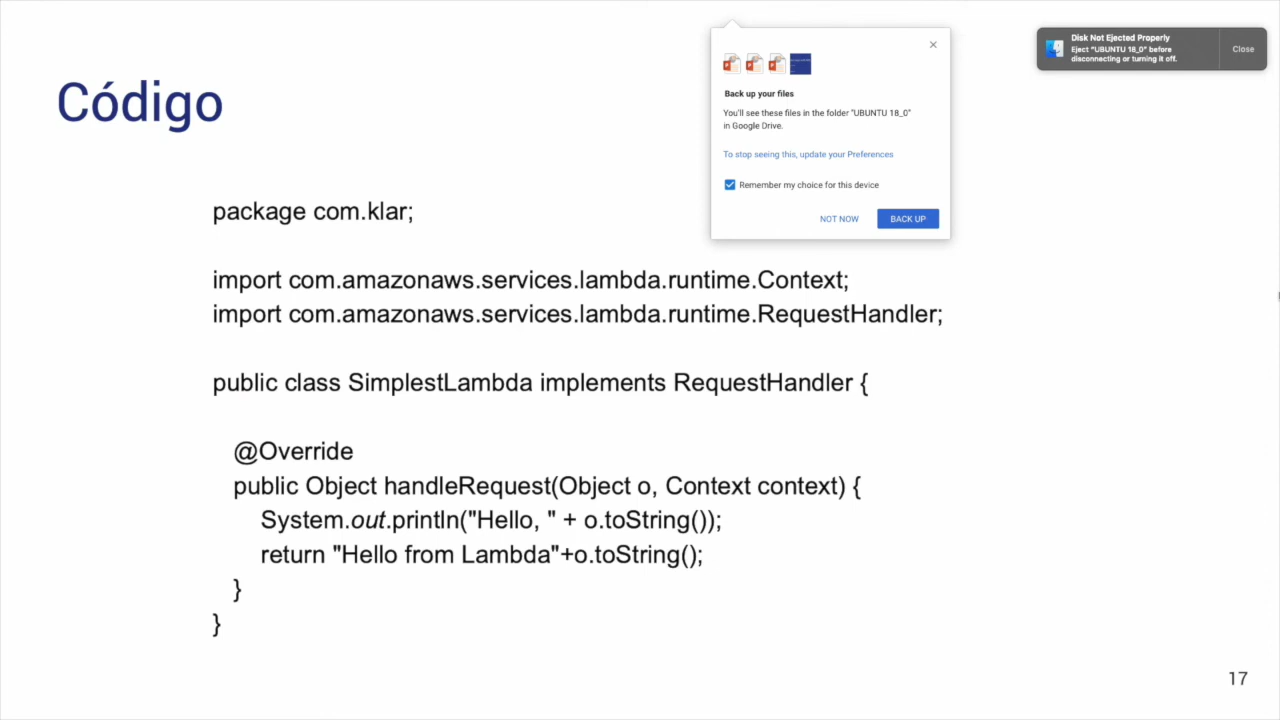 Código
package com.klar;
import com.amazonaws.services.lambda.runtime.Context;
import com.amazonaws.services.lambda.runtime.RequestHandler;
public class SimplestLambda implements RequestHandler {
@Override
public Object handleRequest(Object o, Context context) {
System.out.println("Hello, " + o.toString());
return "Hello from Lambda"+o.toString();
}
}
17
Back up your files
You'll see these files in the folder "UBUNTU 18_0"
in Google Drive.
To stop seeing this, update your Preferences
Remember my choice for this device
NOT NOW
BACK UP
Disk Not Ejected Properly
Eject "UBUNTU 18_0" before
disconnecting or turning it off.
Close